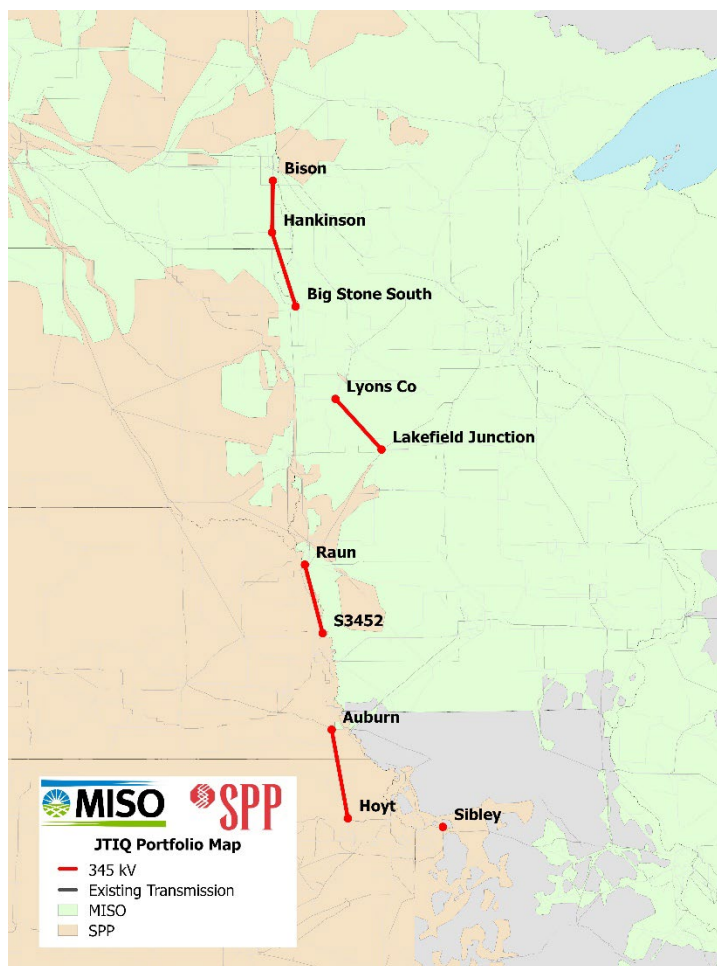 Bison
Hankinson
Big Stone South
Lyons Co
Lakefield Junction
Raun
S3452
Auburn
Hoyt
Sibley
MISO
SPP
JTIQ Portfolio Map
345 kV
Existing Transmission
MISO
SPP